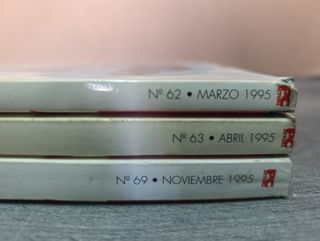 Nº 62 • MARZO 1995
Nº 63 • ABRIL 1995
Nº 69 • NOVIEMBRE 1995